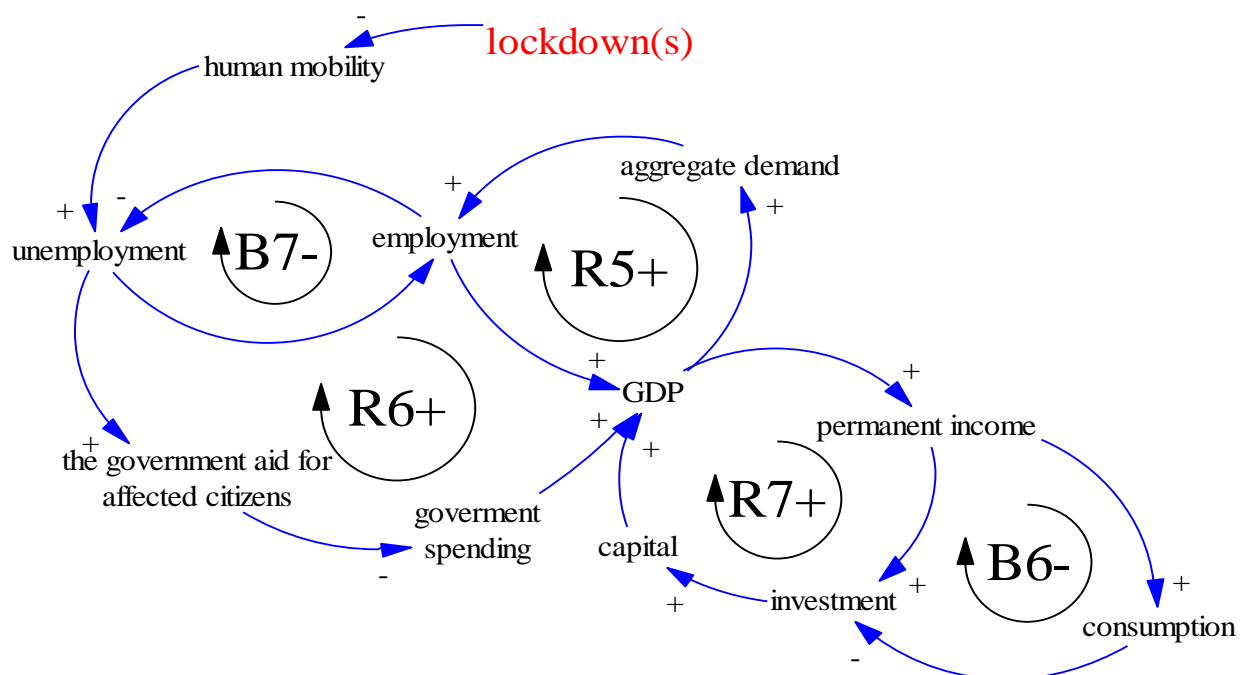 -
lockdown(s)
human mobility
aggregate demand
+
+
+
-
unemployment
B7-
employment
R5+
+
GDP
+
R6+
+
+
permanent income
+
the government aid for
affected citizens
R7+
goverment
spending
-
capital
B6-
+
investment
+
+
consumption
-